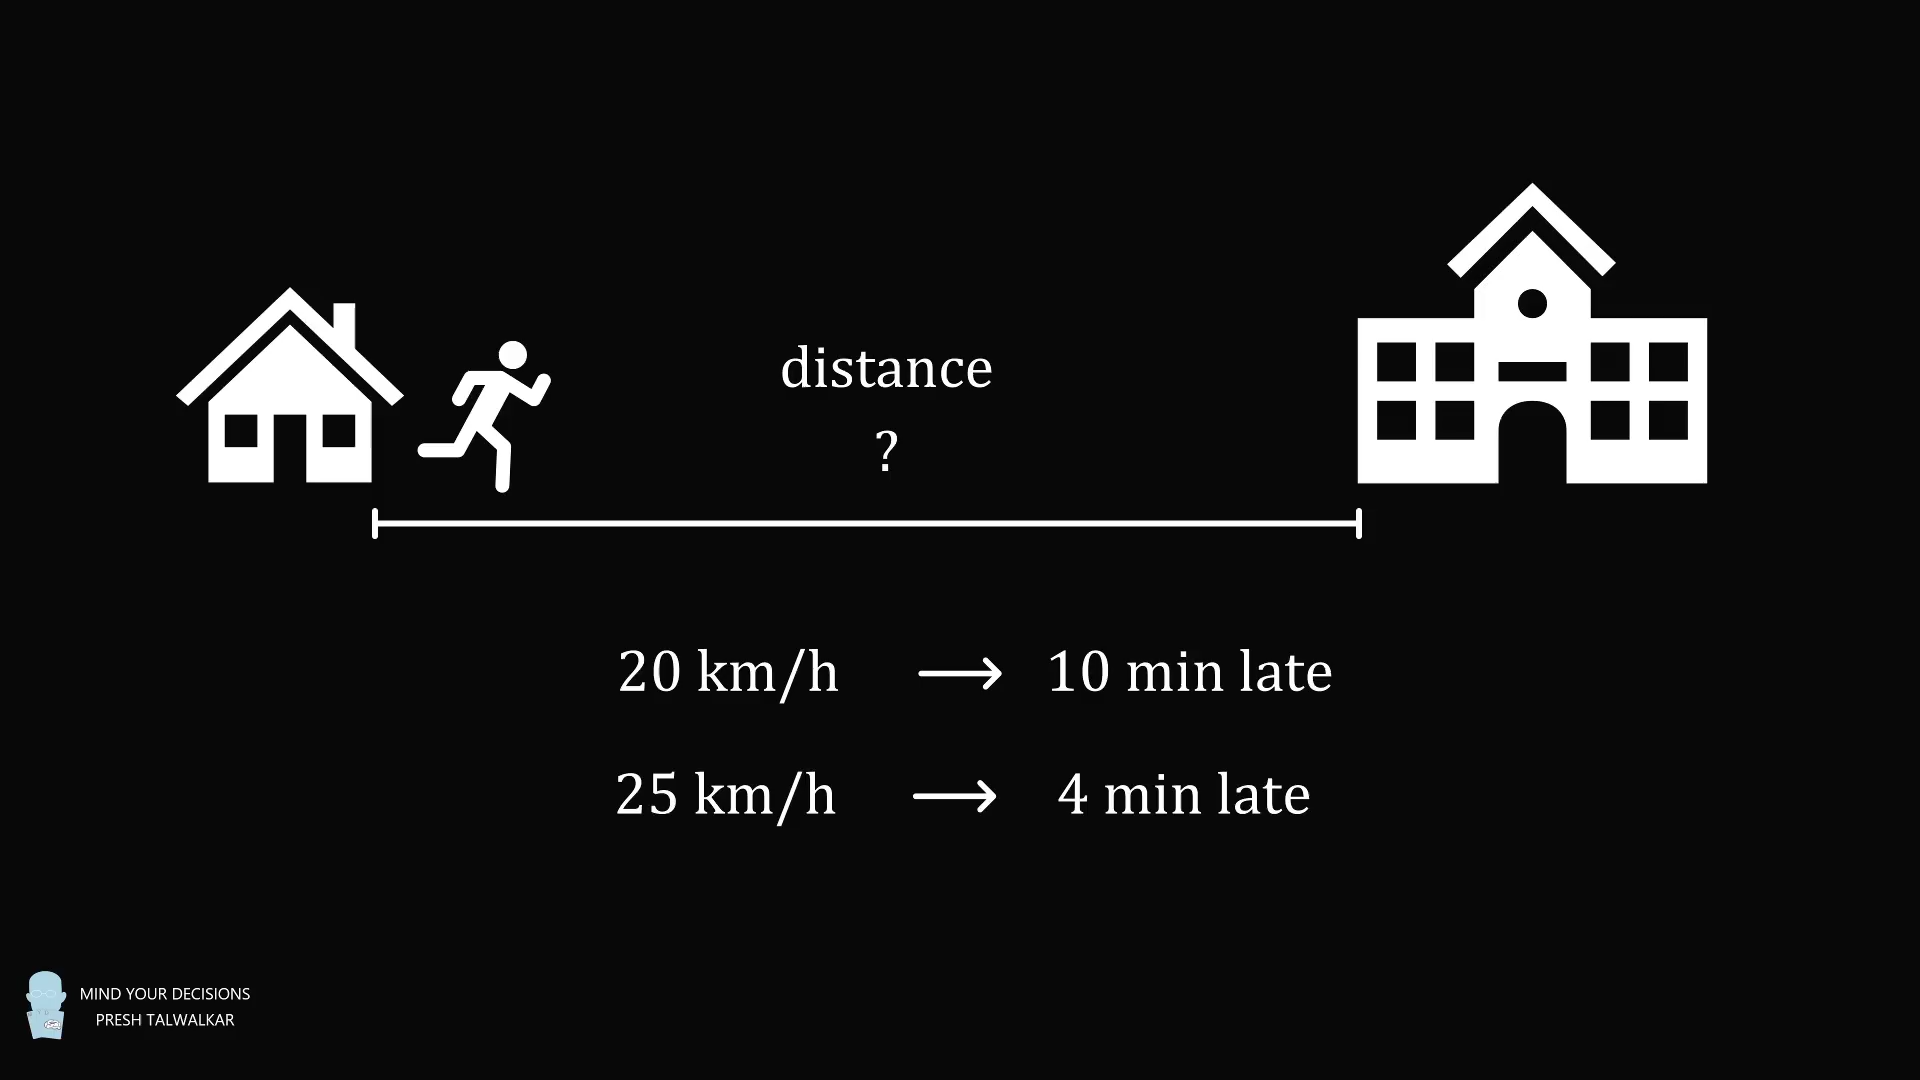 distance
?
20 km/h → 10 min late
25 km/h → 4 min late
MIND YOUR DECISIONS
PRESH TALWALKAR